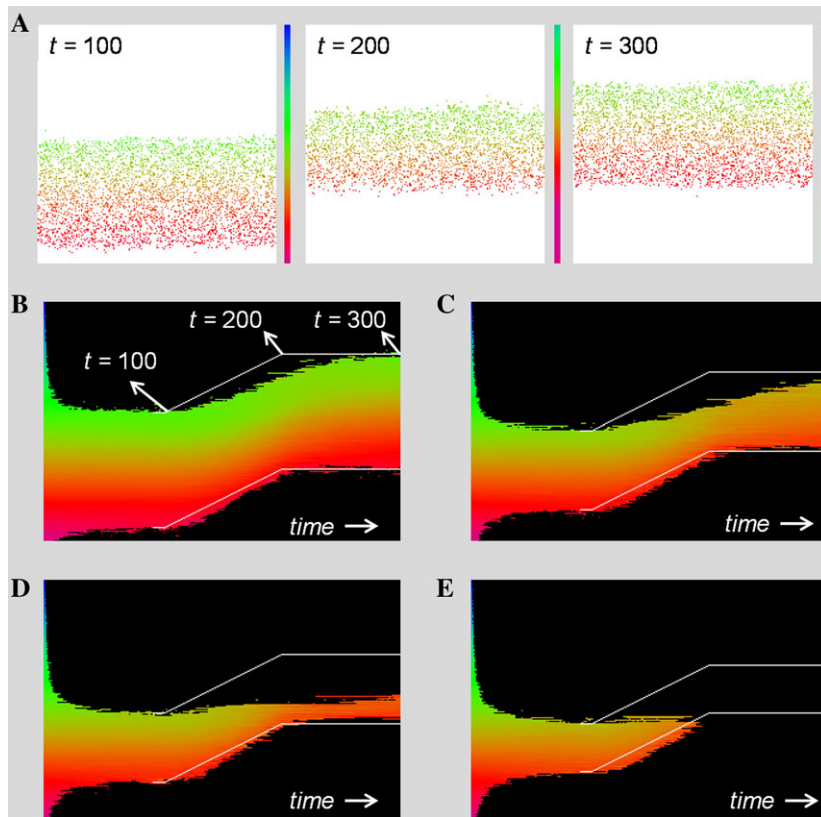 A
t = 100
t = 200
t = 300
B
t = 100
t = 200
t = 300
time →
C
time →
D
time →
E
time →